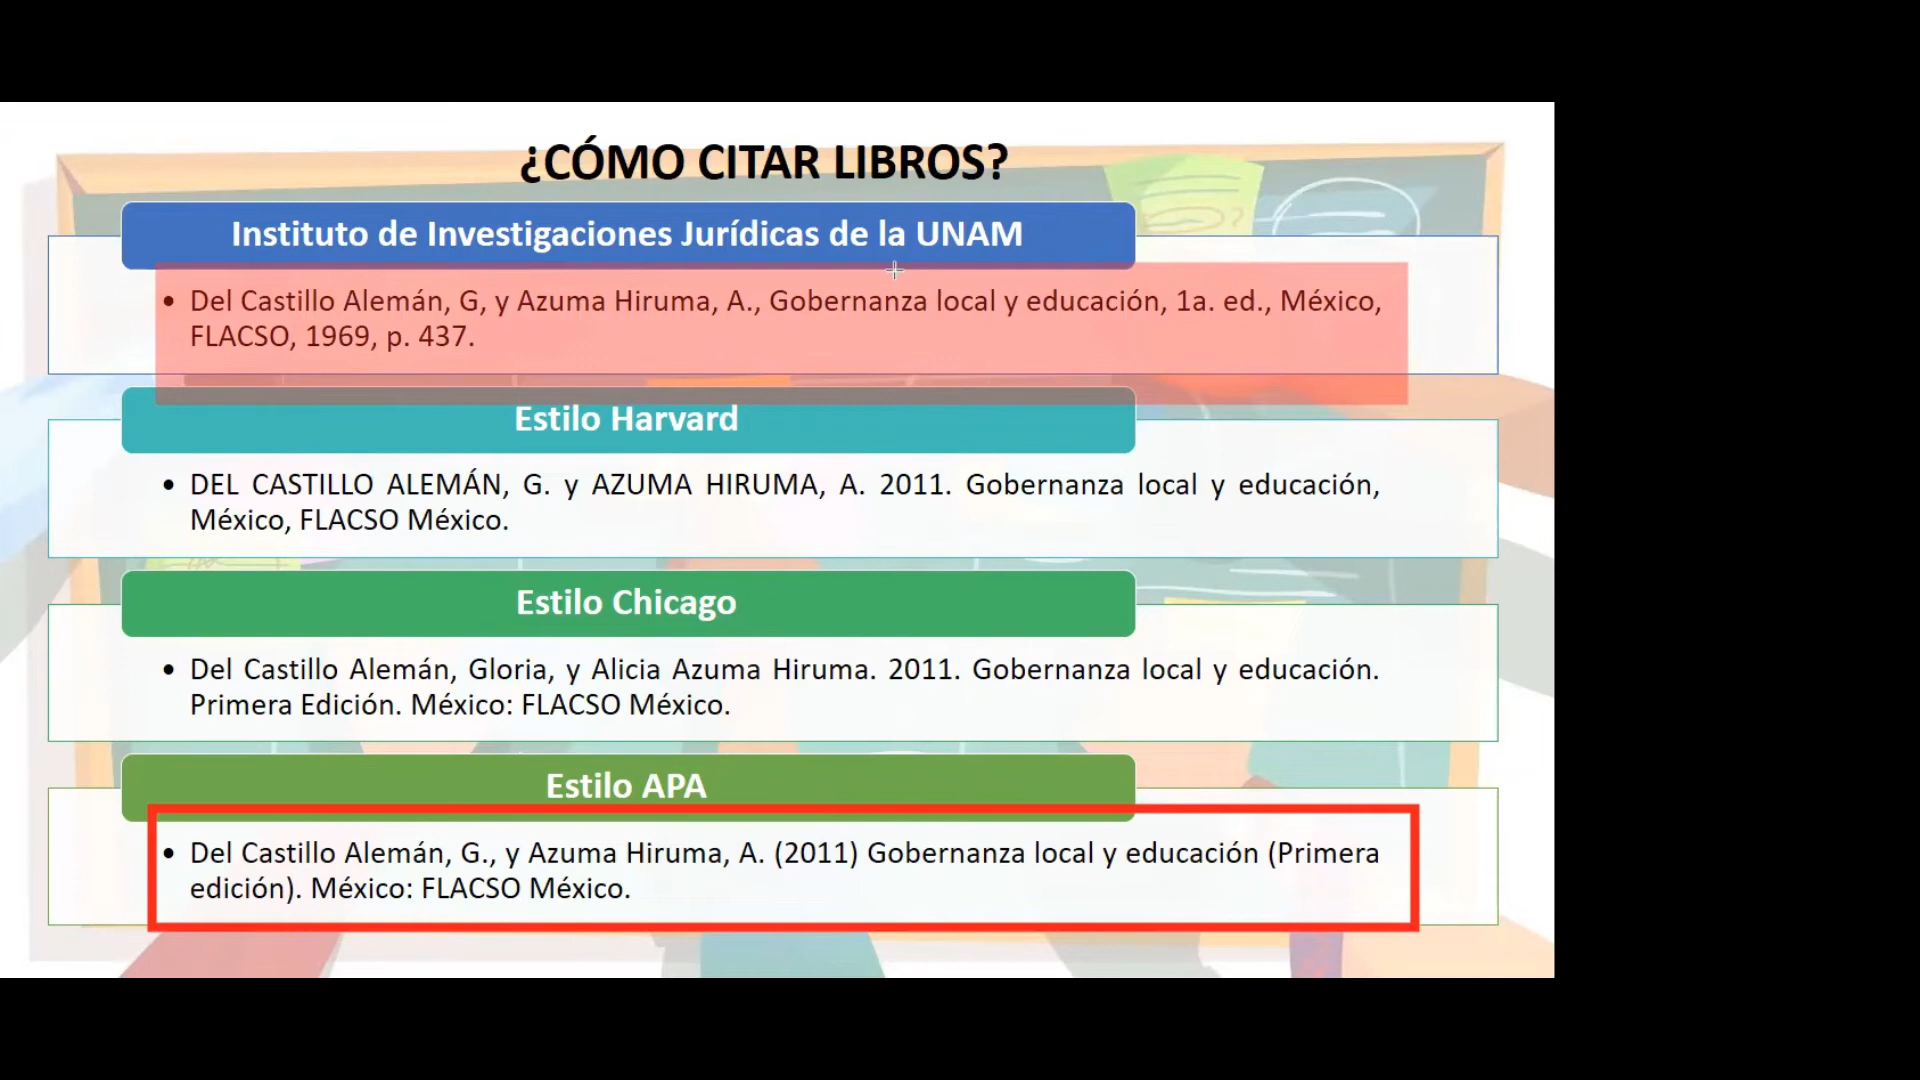 ¿CÓMO CITAR LIBROS?
Instituto de Investigaciones Jurídicas de la UNAM
• Del Castillo Alemán, G, y Azuma Hiruma, A., Gobernanza local y educación, 1a. ed., México,
FLACSO, 1969, p. 437.
Estilo Harvard
• DEL CASTILLO ALEMÁN, G. y AZUMA HIRUMA, A. 2011. Gobernanza local y educación,
México, FLACSO México.
Estilo Chicago
• Del Castillo Alemán, Gloria, y Alicia Azuma Hiruma. 2011. Gobernanza local y educación.
Primera Edición. México: FLACSO México.
Estilo APA
• Del Castillo Alemán, G., y Azuma Hiruma, A. (2011) Gobernanza local y educación (Primera
edición). México: FLACSO México.